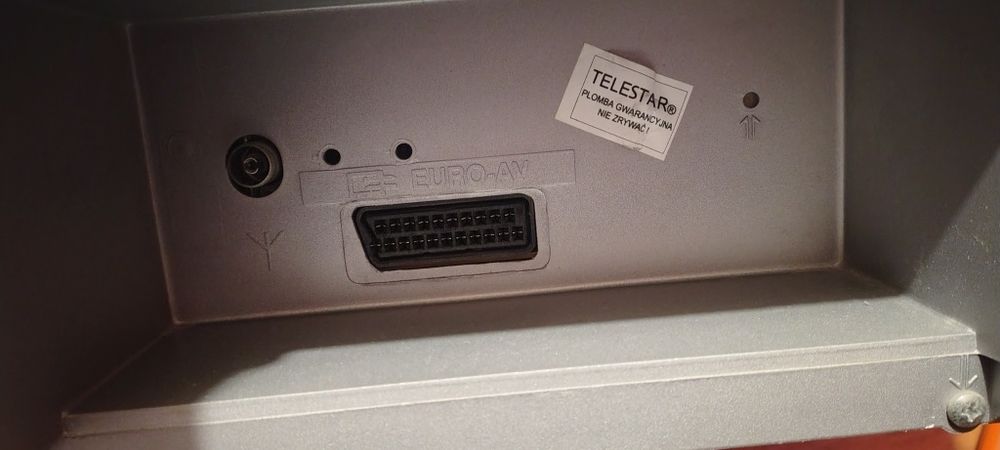 TELESTAR®
PLOMBA GWARANCYJNA
NIE ZRYWAĆ!
EURO-AV